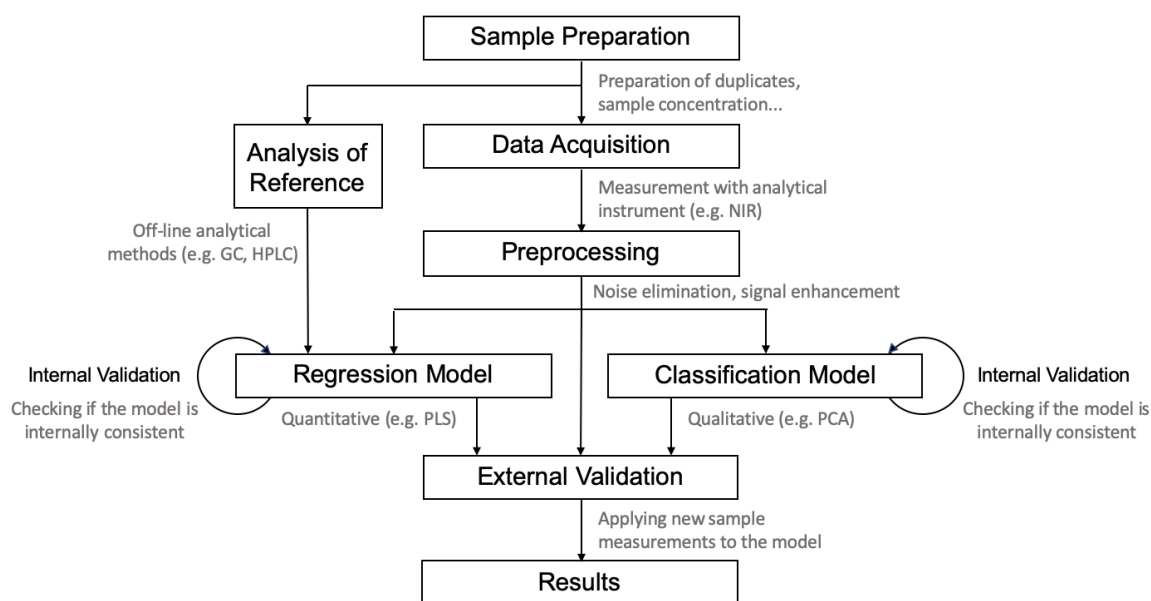 Sample Preparation
Preparation of duplicates,
sample concentration...
Analysis of
Reference
Data Acquisition
Measurement with analytical
instrument (e.g. NIR)
Off-line analytical
methods (e.g. GC, HPLC)
Preprocessing
Noise elimination, signal enhancement
Internal Validation
Checking if the model is
internally consistent
Regression Model
Quantitative (e.g. PLS)
Classification Model
Qualitative (e.g. PCA)
Internal Validation
Checking if the model is
internally consistent
External Validation
Applying new sample
measurements to the model
Results